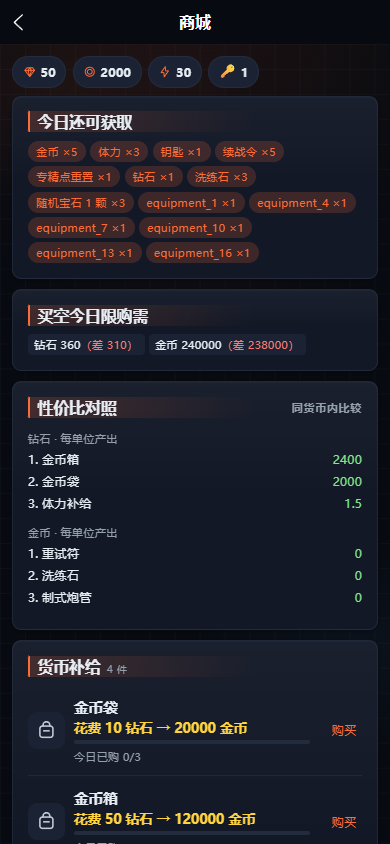 商城
50 2000 30 1
今日还可获取
金币 ×5 体力 ×3 钥匙 ×1 续战令 ×5
专精点重置 ×1 钻石 ×1 洗练石 ×3
随机宝石 1 颗 ×3 equipment_1 ×1 equipment_4 ×1
equipment_7 ×1 equipment_10 ×1
equipment_13 ×1 equipment_16 ×1
买空今日限购需
钻石 360（差 310） 金币 240000（差 238000）
性价比对照 同货币内比较
钻石 · 每单位产出
1. 金币箱 2400
2. 金币袋 2000
3. 体力补给 1.5
金币 · 每单位产出
1. 重试符 0
2. 洗练石 0
3. 制式炮管 0
货币补给 4 件
金币袋
花费 10 钻石 → 20000 金币 购买
今日已购 0/3
金币箱
花费 50 钻石 → 120000 金币 购买